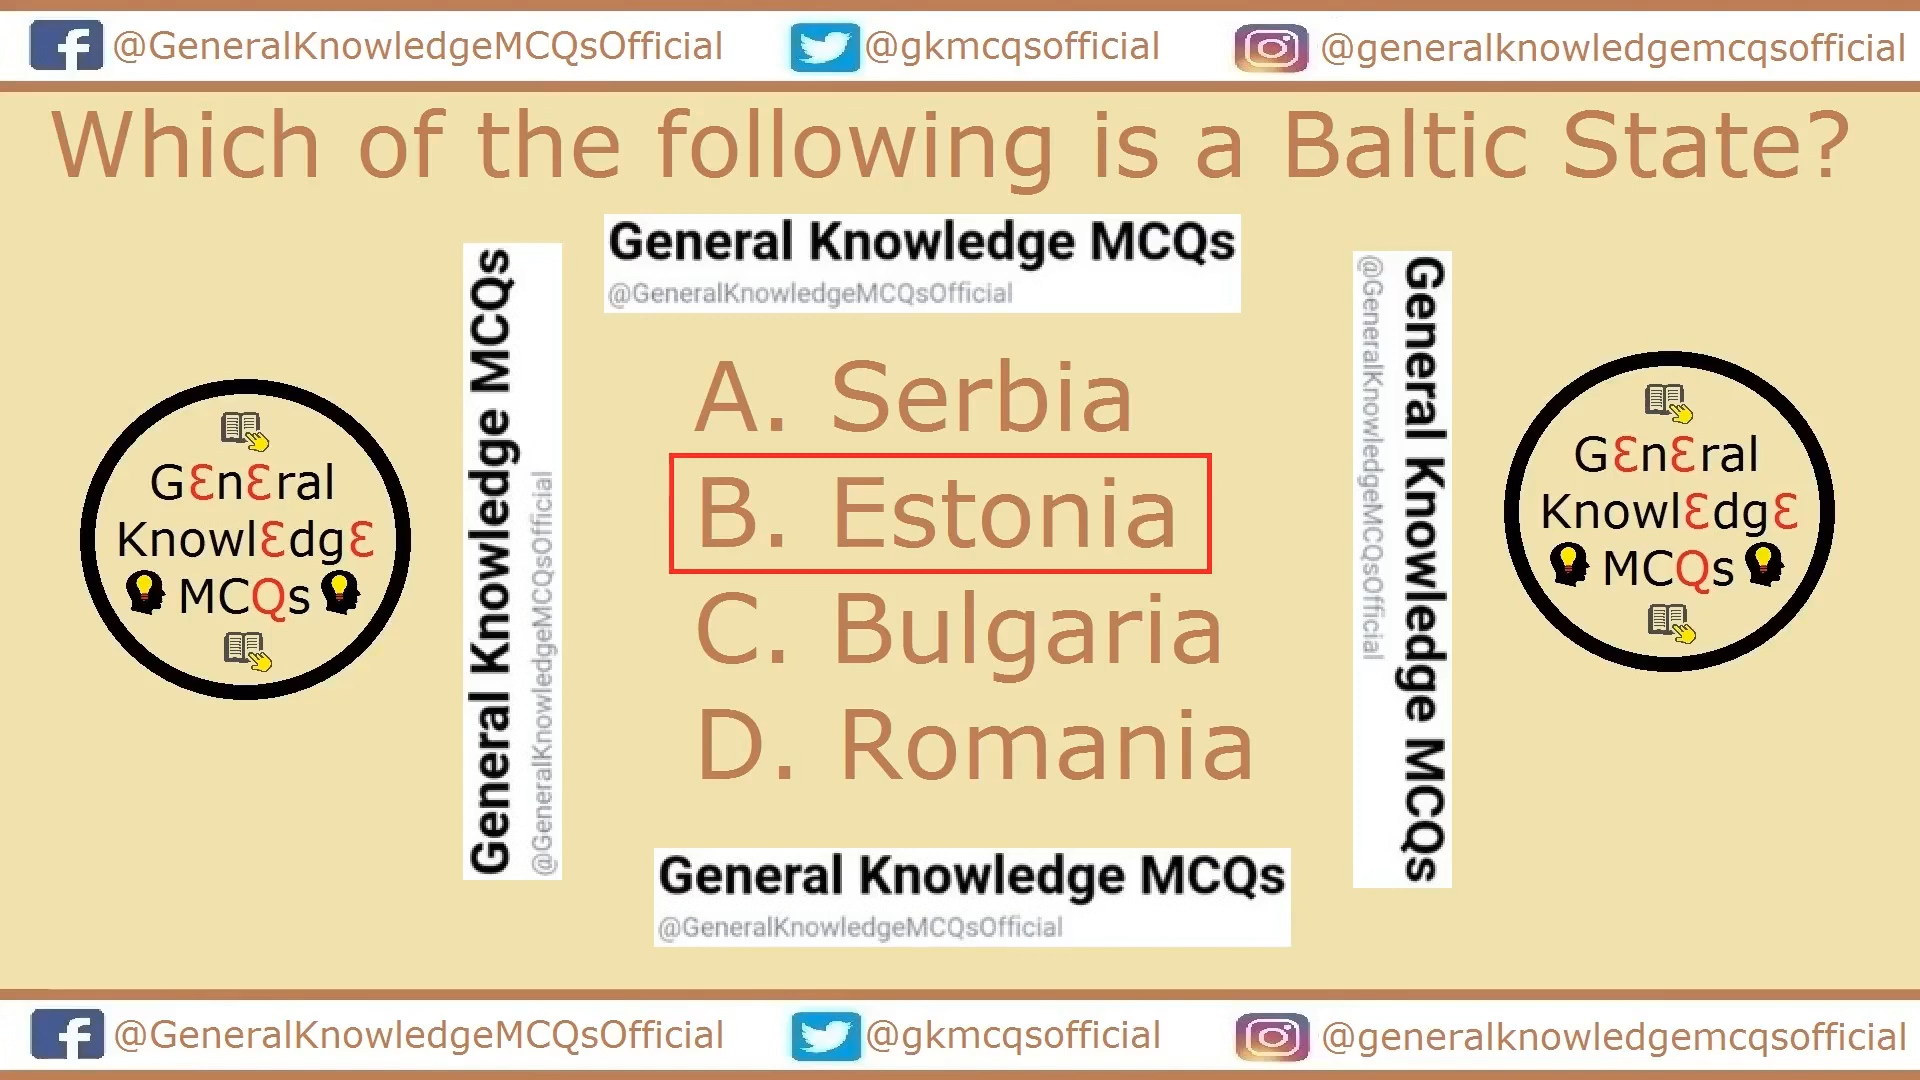 @GeneralKnowledgeMCQsOfficial @gkmcqsofficial @generalknowledgemcqsofficial
Which of the following is a Baltic State?
General Knowledge MCQs
@GeneralKnowledgeMCQsOfficial
General Knowledge MCQs
@GeneralKnowledgeMCQsOfficial
General Knowledge MCQs
@GeneralKnowledgeMCQsOfficial
GƐnƐral
KnowlƐdgƐ
MCQs
A. Serbia
B. Estonia
C. Bulgaria
D. Romania
GƐnƐral
KnowlƐdgƐ
MCQs
General Knowledge MCQs
@GeneralKnowledgeMCQsOfficial
@GeneralKnowledgeMCQsOfficial @gkmcqsofficial @generalknowledgemcqsofficial